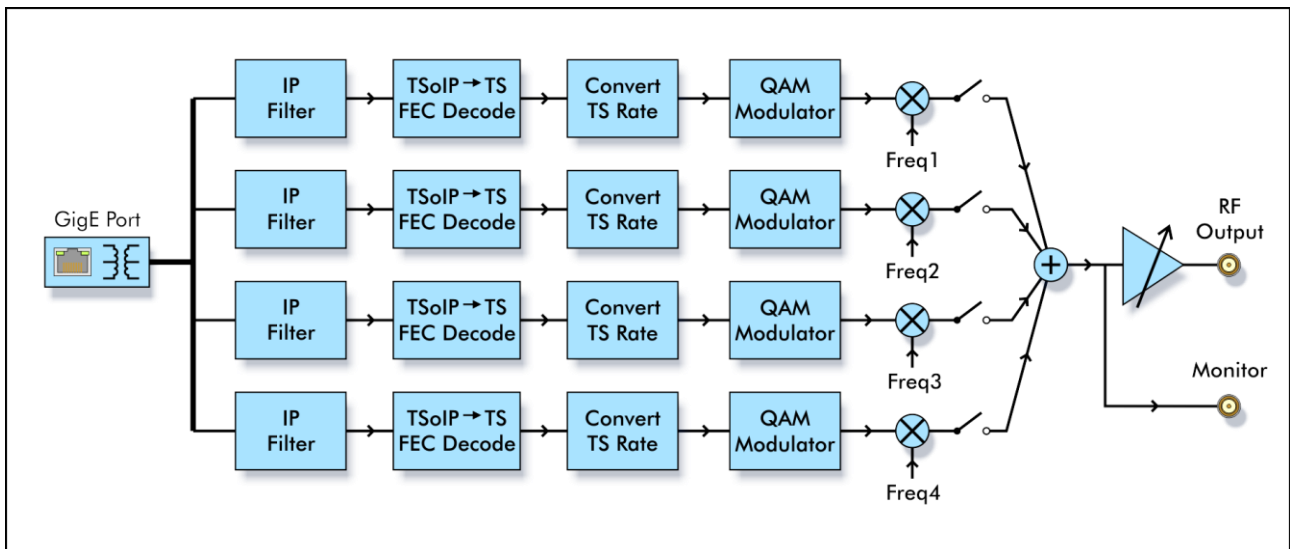 IP
Filter
TSoIP→TS
FEC Decode
Convert
TS Rate
QAM
Modulator
Freq1
IP
Filter
TSoIP→TS
FEC Decode
Convert
TS Rate
QAM
Modulator
Freq2
GigE Port
RF
Output
IP
Filter
TSoIP→TS
FEC Decode
Convert
TS Rate
QAM
Modulator
Freq3
Monitor
IP
Filter
TSoIP→TS
FEC Decode
Convert
TS Rate
QAM
Modulator
Freq4